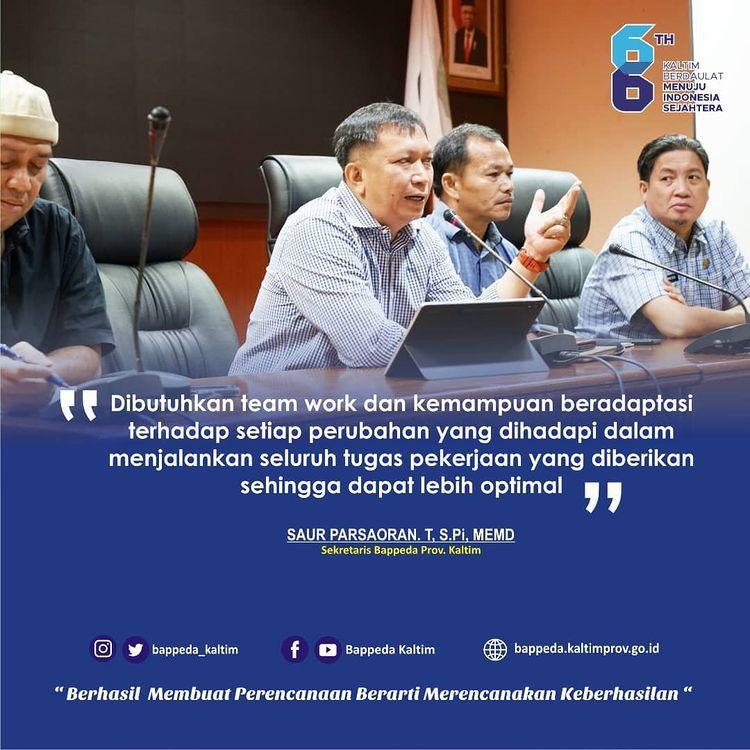 66 TH
KALTIM
BERDAULAT
MENUJU
INDONESIA
SEJAHTERA
" Dibutuhkan team work dan kemampuan beradaptasi
terhadap setiap perubahan yang dihadapi dalam
menjalankan seluruh tugas pekerjaan yang diberikan
sehingga dapat lebih optimal "
SAUR PARSAORAN. T, S.Pi, MEMD
Sekretaris Bappeda Prov. Kaltim
bappeda_kaltim
Bappeda Kaltim
bappeda.kaltimprov.go.id
“ Berhasil Membuat Perencanaan Berarti Merencanakan Keberhasilan “